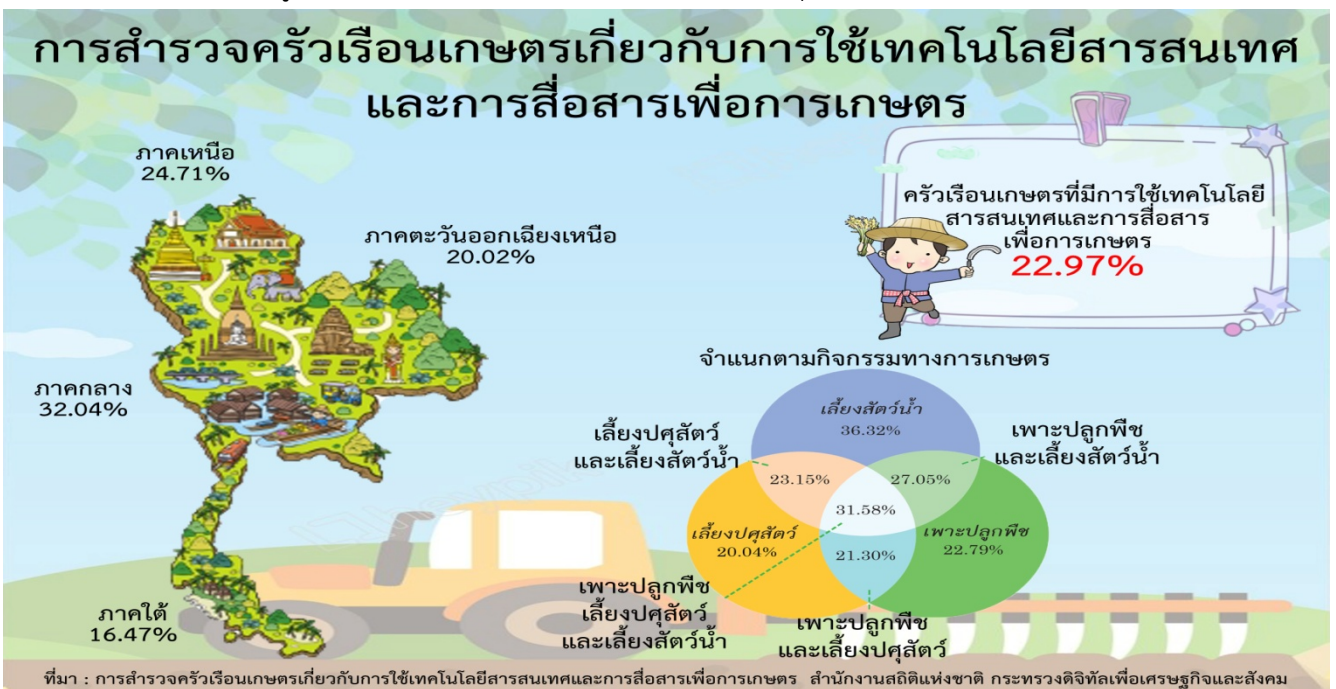 การสำรวจครัวเรือนเกษตรเกี่ยวกับการใช้เทคโนโลยีสารสนเทศ
และการสื่อสารเพื่อการเกษตร
ภาคเหนือ
24.71%
ภาคตะวันออกเฉียงเหนือ
20.02%
ภาคกลาง
32.04%
ภาคใต้
16.47%
ครัวเรือนเกษตรที่มีการใช้เทคโนโลยี
สารสนเทศและการสื่อสาร
เพื่อการเกษตร
22.97%
จำแนกตามกิจกรรมทางการเกษตร
เลี้ยงสัตว์น้ำ
36.32%
เลี้ยงปศุสัตว์
และเลี้ยงสัตว์น้ำ
เพาะปลูกพืช
และเลี้ยงสัตว์น้ำ
23.15%
27.05%
31.58%
เลี้ยงปศุสัตว์
20.04%
21.30%
เพาะปลูกพืช
22.79%
เพาะปลูกพืช
เลี้ยงปศุสัตว์
และเลี้ยงสัตว์น้ำ
เพาะปลูกพืช
และเลี้ยงปศุสัตว์
ที่มา : การสำรวจครัวเรือนเกษตรเกี่ยวกับการใช้เทคโนโลยีสารสนเทศและการสื่อสารเพื่อการเกษตร สำนักงานสถิติแห่งชาติ กระทรวงดิจิทัลเพื่อเศรษฐกิจและสังคม